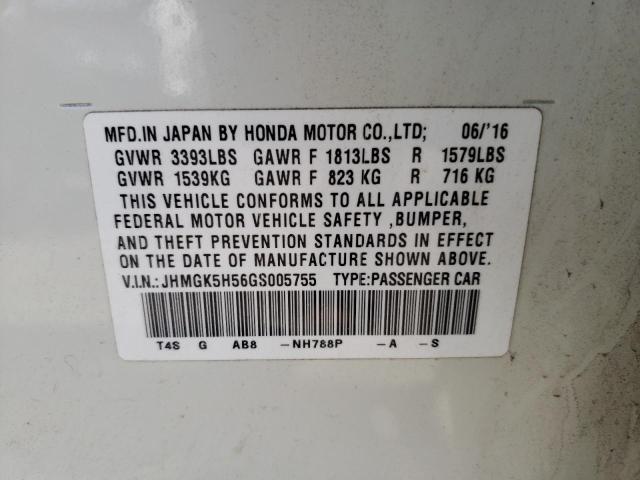 MFD.IN JAPAN BY HONDA MOTOR CO.,LTD; 06/'16
GVWR 3393LBS GAWR F 1813LBS R 1579LBS
GVWR 1539KG GAWR F 823 KG R 716 KG
THIS VEHICLE CONFORMS TO ALL APPLICABLE
FEDERAL MOTOR VEHICLE SAFETY ,BUMPER,
AND THEFT PREVENTION STANDARDS IN EFFECT
ON THE DATE OF MANUFACTURE SHOWN ABOVE.
V.I.N.: JHMGK5H56GS005755 TYPE:PASSENGER CAR
T4S G AB8 -NH788P -A -S